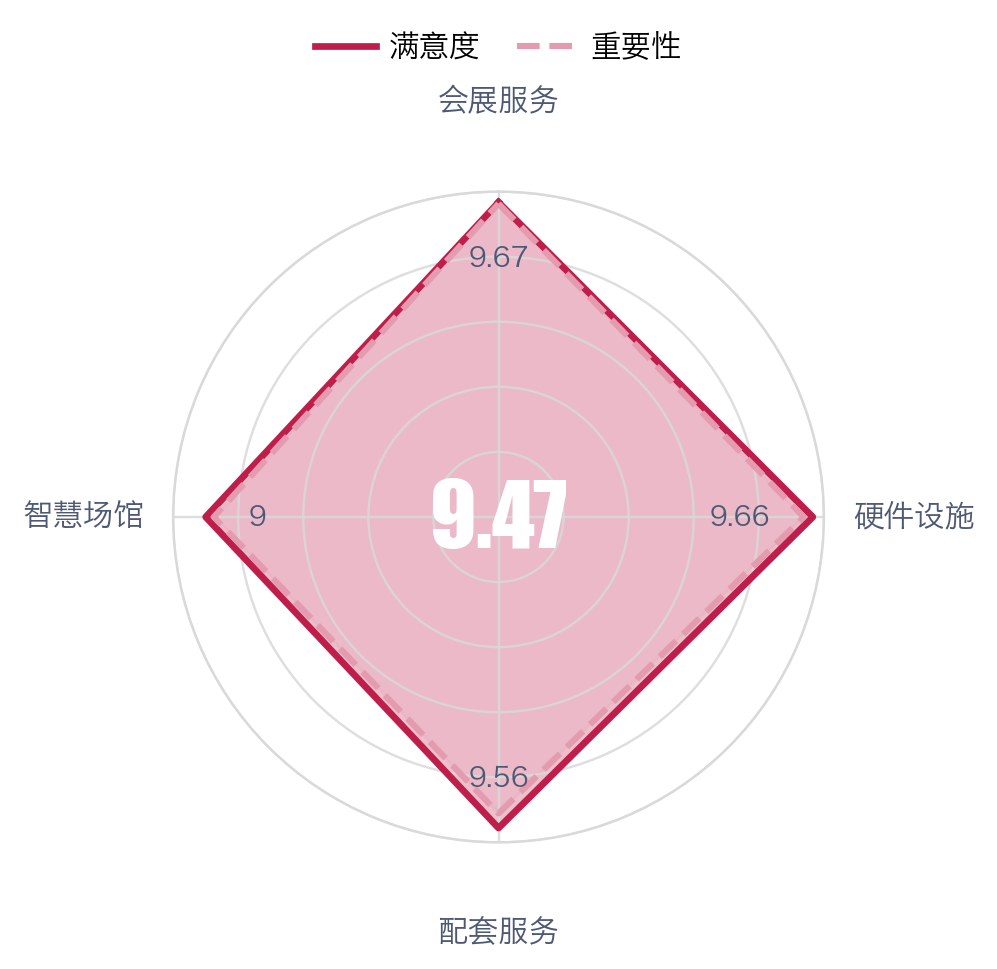 满意度 重要性
会展服务
9.67
智慧场馆 9 9.47 9.66 硬件设施
9.56
配套服务